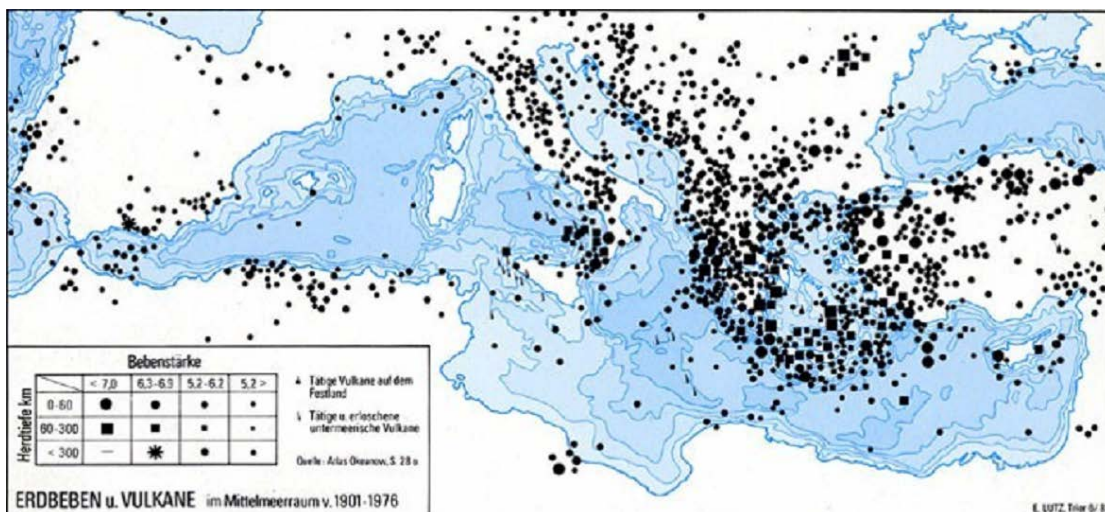 Bebenstärke
Herdtiefe km
< 7,0 6,3-6,9 5,2-6,2 5,2 >
0-60
60-300
< 300 —
Tätige Vulkane auf dem
Festland
Tätige u. erloschene
untermeerische Vulkane
Quelle: Atlas Okeanow, S. 28
ERDBEBEN u. VULKANE im Mittelmeerraum v. 1901-1976
E. LUTZ, Trier